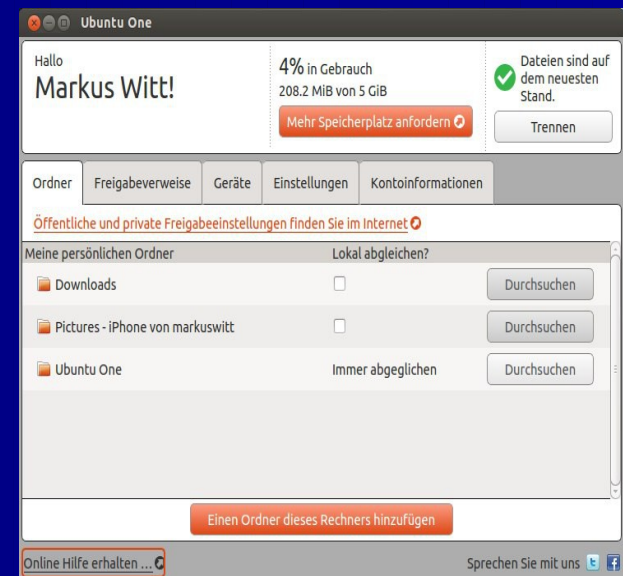 Ubuntu One
Hallo
Markus Witt!
4% in Gebrauch
208.2 MiB von 5 GiB
Mehr Speicherplatz anfordern
Dateien sind auf
dem neuesten
Stand.
Trennen
Ordner
Freigabeverweise
Geräte
Einstellungen
Kontoinformationen
Öffentliche und private Freigabeeinstellungen finden Sie im Internet
Meine persönlichen Ordner
Lokal abgleichen?
Downloads
Durchsuchen
Pictures - iPhone von markuswitt
Durchsuchen
Ubuntu One
Immer abgeglichen
Durchsuchen
Einen Ordner dieses Rechners hinzufügen
Online Hilfe erhalten ...
Sprechen Sie mit uns